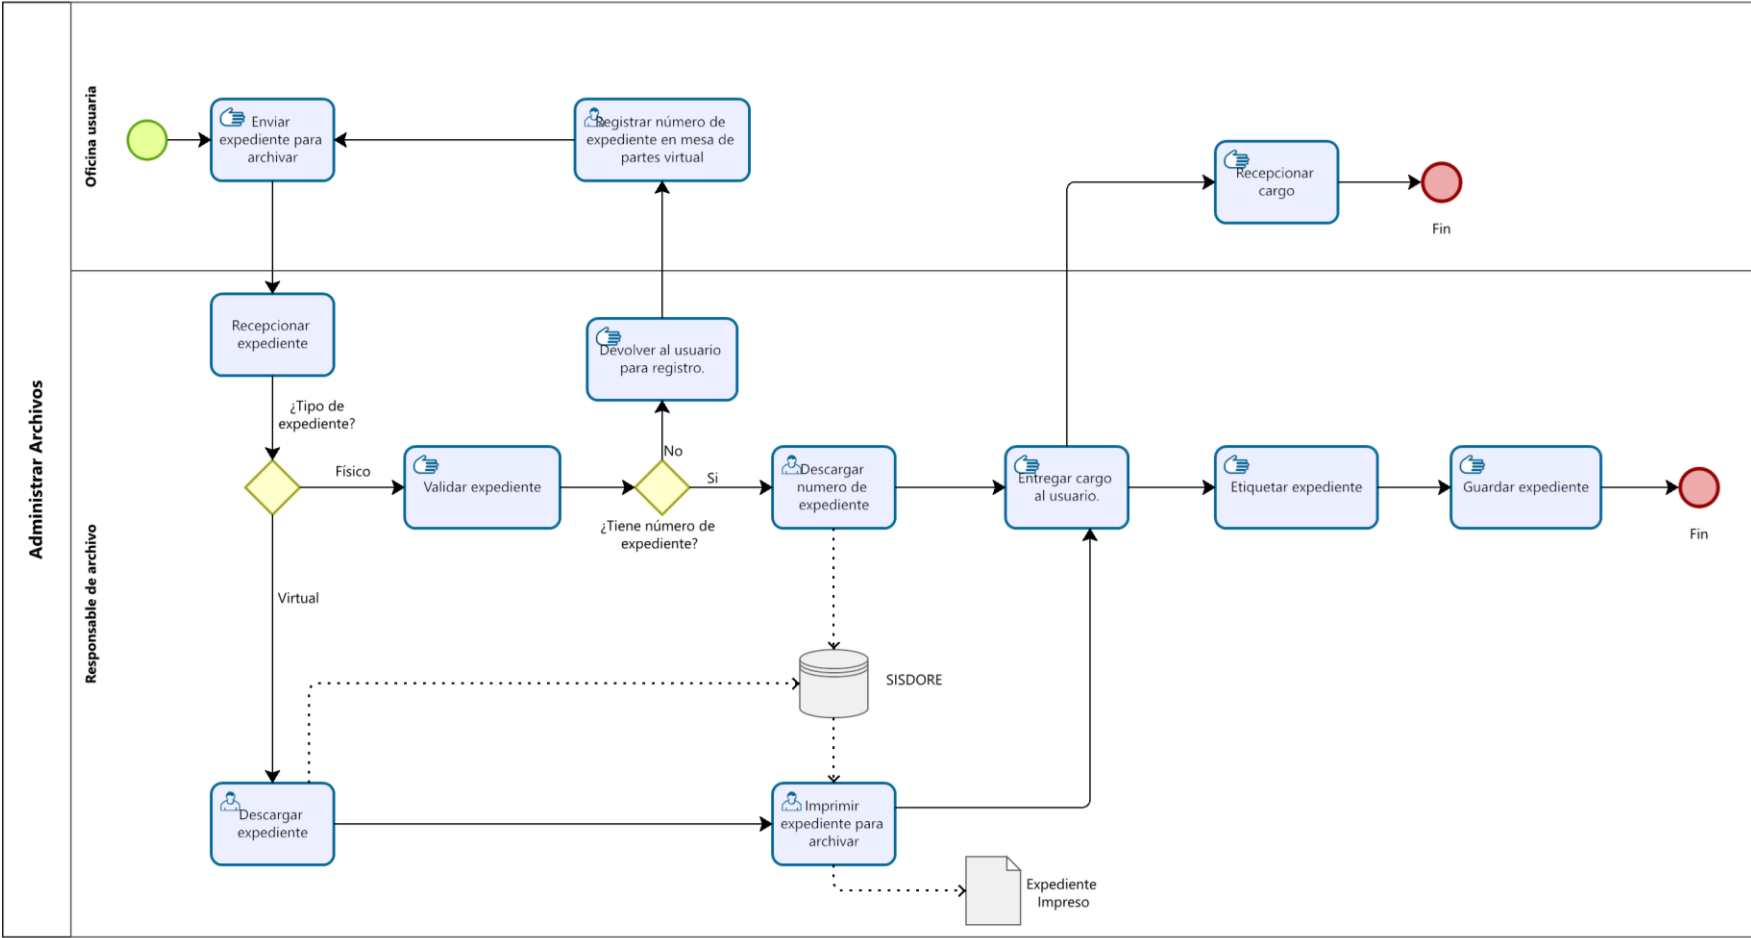 Administrar Archivos
Oficina usuaria
Enviar
expediente para
archivar
Registrar número de
expediente en mesa de
partes virtual
Recepcionar
cargo
Fin
Responsable de archivo
Recepcionar
expediente
¿Tipo de
expediente?
Devolver al usuario
para registro.
Físico
Validar expediente
No
Si
¿Tiene número de
expediente?
Descargar
numero de
expediente
Entregar cargo
al usuario.
Etiquetar expediente
Guardar expediente
Fin
Virtual
SISDORE
Descargar
expediente
Imprimir
expediente para
archivar
Expediente
Impreso